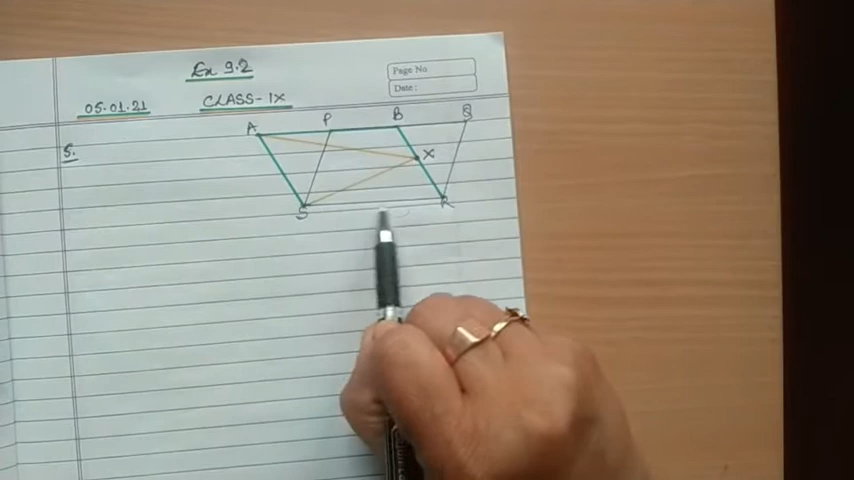 Ex 9.2
Page No
Date :
05.01.21 CLASS-IX
5.
A P B Q
X
S R